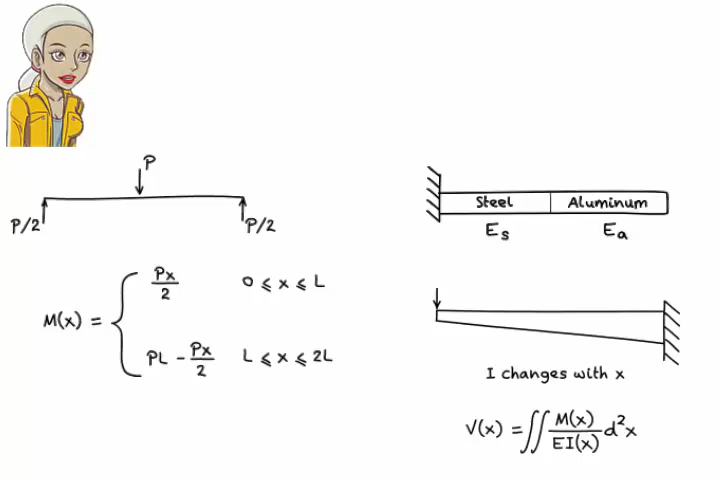 P
P/2 P/2
M(x) = { Px/2 0 ⩽ x ⩽ L
PL - Px/2 L ⩽ x ⩽ 2L
Steel Aluminum
Es Ea
I changes with x
V(x) = ∬ M(x)/EI(x) d²x